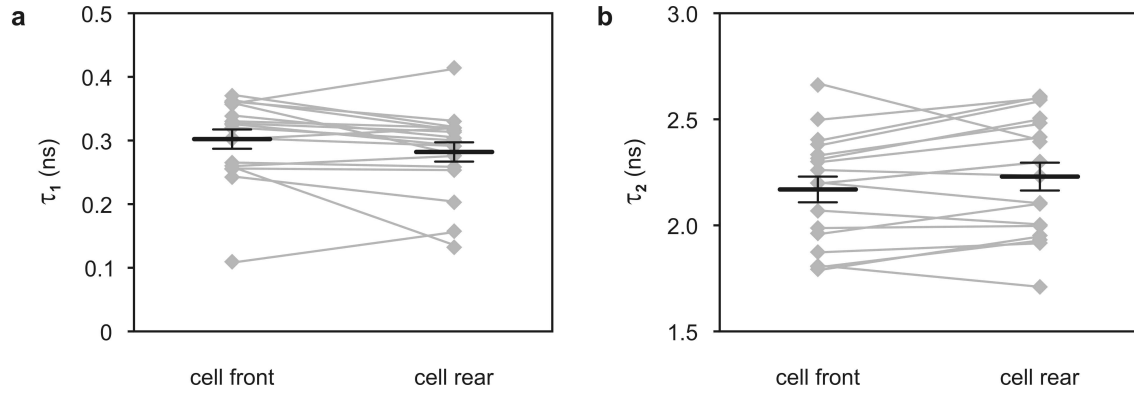 a
0.5
0.4
0.3
0.2
0.1
0
τ1 (ns)
cell front
cell rear
b
3.0
2.5
2.0
1.5
τ2 (ns)
cell front
cell rear